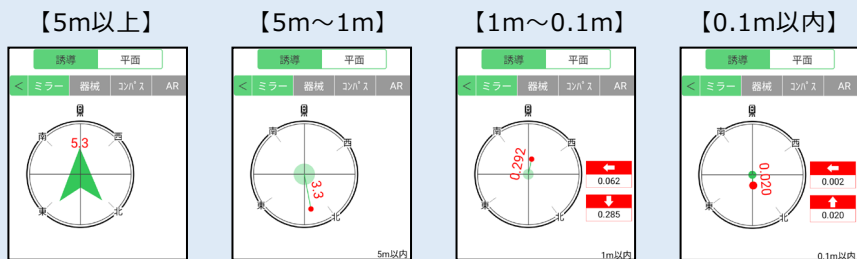 【5m以上】
誘導 平面
< ミラー 器械 コンパス AR
南 西
5.3
東 北
【5m～1m】
誘導 平面
< ミラー 器械 コンパス AR
南 西
3.3
東 北
5m以内
【1m～0.1m】
誘導 平面
< ミラー 器械 コンパス AR
南 西
0.292
東 北
0.062
0.285
1m以内
【0.1m以内】
誘導 平面
< ミラー 器械 コンパス AR
南 西
0.020
東 北
0.002
0.020
0.1m以内